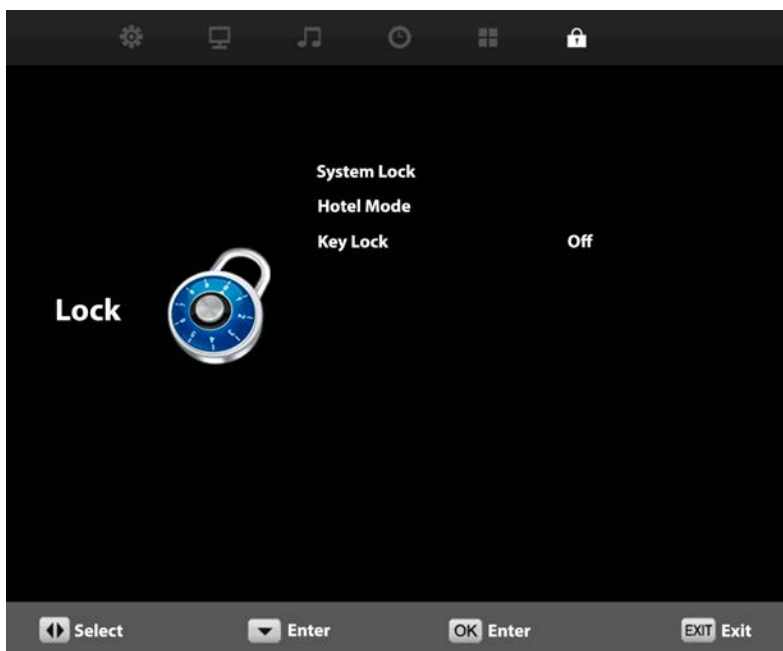 System Lock
Hotel Mode
Key Lock Off
Lock
Select Enter OK Enter EXIT Exit